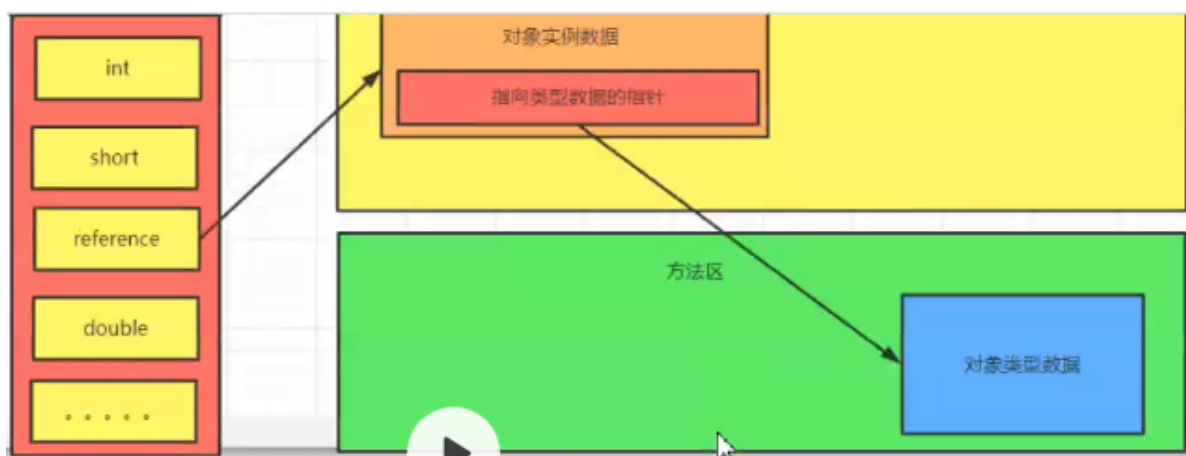 int
short
reference
double
。。。。。
对象实例数据
指向类型数据的指针
方法区
对象类型数据